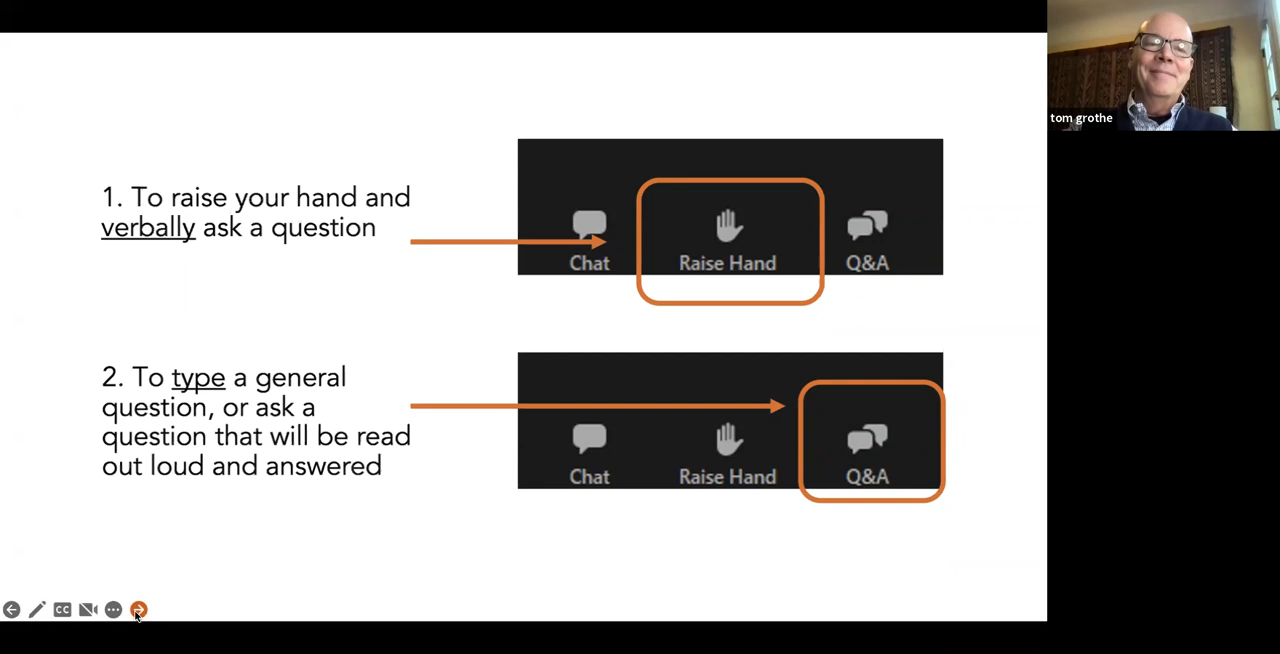 tom grothe
1. To raise your hand and
verbally ask a question
Chat
Raise Hand
Q&A
2. To type a general
question, or ask a
question that will be read
out loud and answered
Chat
Raise Hand
Q&A
CC